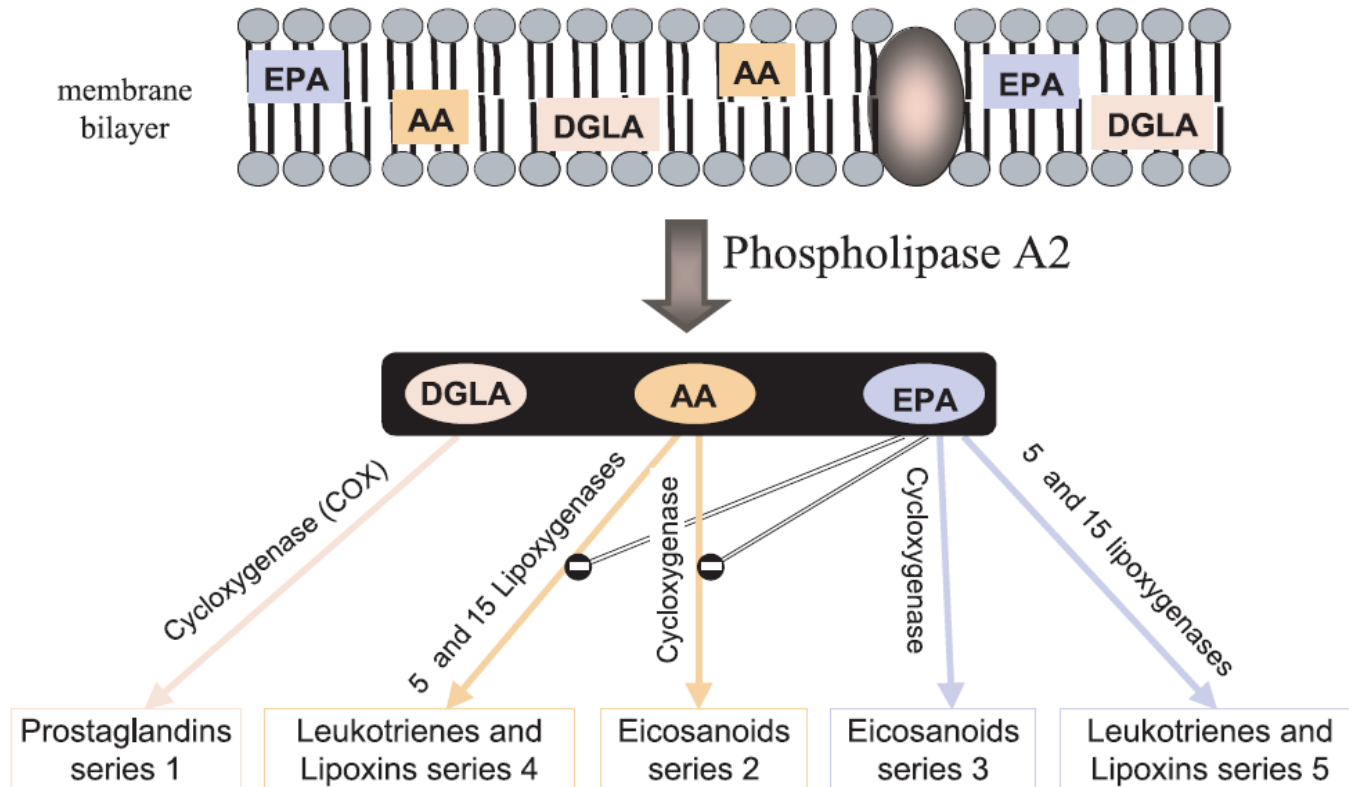 membrane
bilayer
EPA
AA
DGLA
AA
EPA
DGLA
Phospholipase A2
DGLA
AA
EPA
Cycloxygenase (COX)
5 and 15 Lipoxygenases
Cycloxygenase
Cycloxygenase
5 and 15 lipoxygenases
Prostaglandins
series 1
Leukotrienes and
Lipoxins series 4
Eicosanoids
series 2
Eicosanoids
series 3
Leukotrienes and
Lipoxins series 5